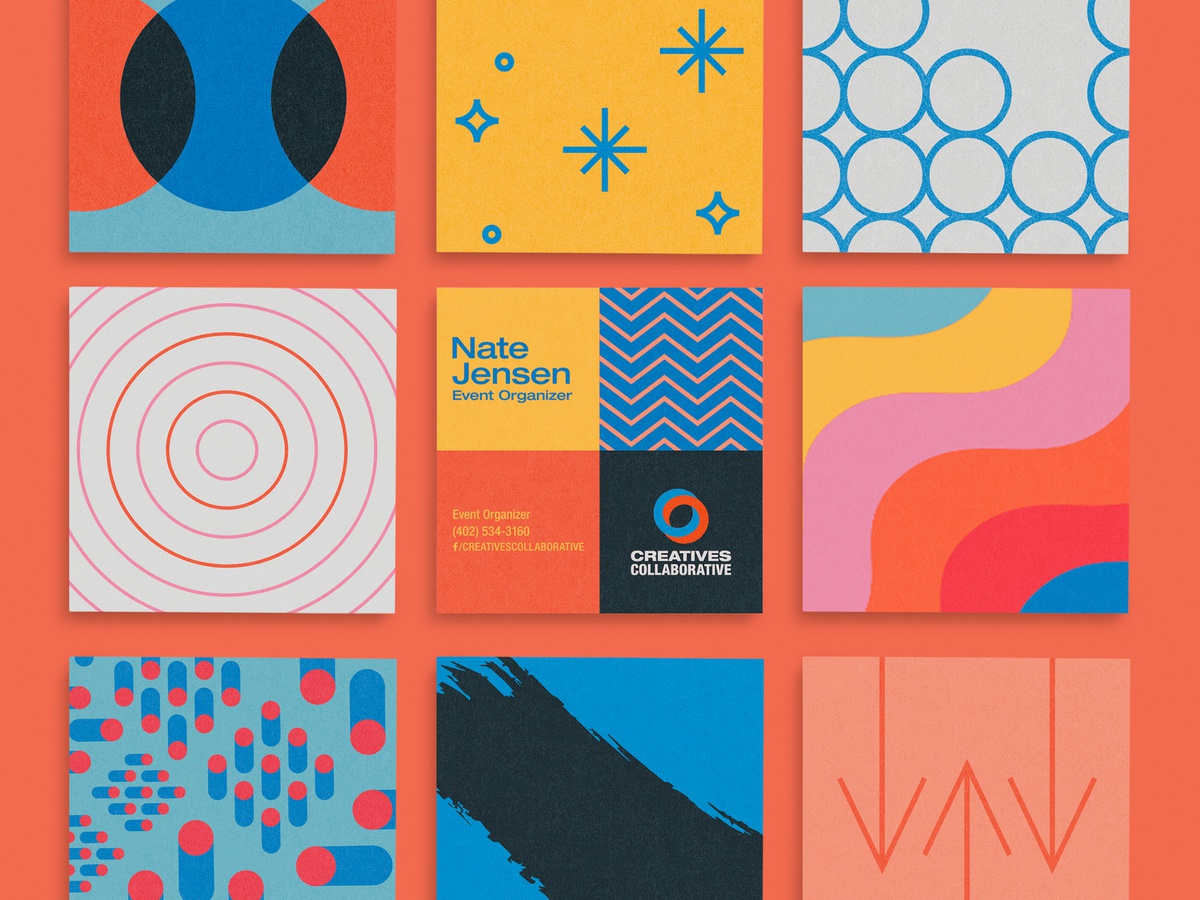 Nate
Jensen
Event Organizer
Event Organizer
(402) 534-3160
f/CREATIVESCOLLABORATIVE
CREATIVES
COLLABORATIVE